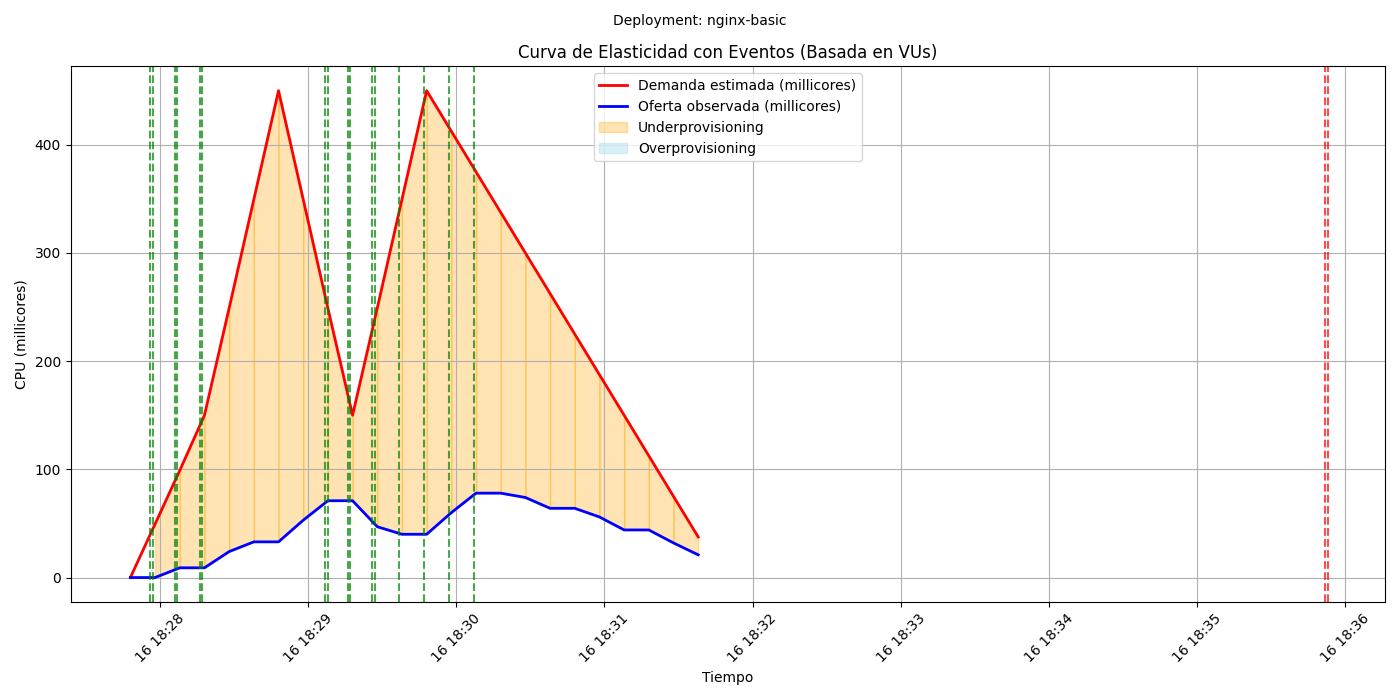 Deployment: nginx-basic
Curva de Elasticidad con Eventos (Basada en VUs)
Demanda estimada (millicores)
Oferta observada (millicores)
Underprovisioning
Overprovisioning
CPU (millicores)
400
300
200
100
0
16 18:28
16 18:29
16 18:30
16 18:31
16 18:32
16 18:33
16 18:34
16 18:35
16 18:36
Tiempo